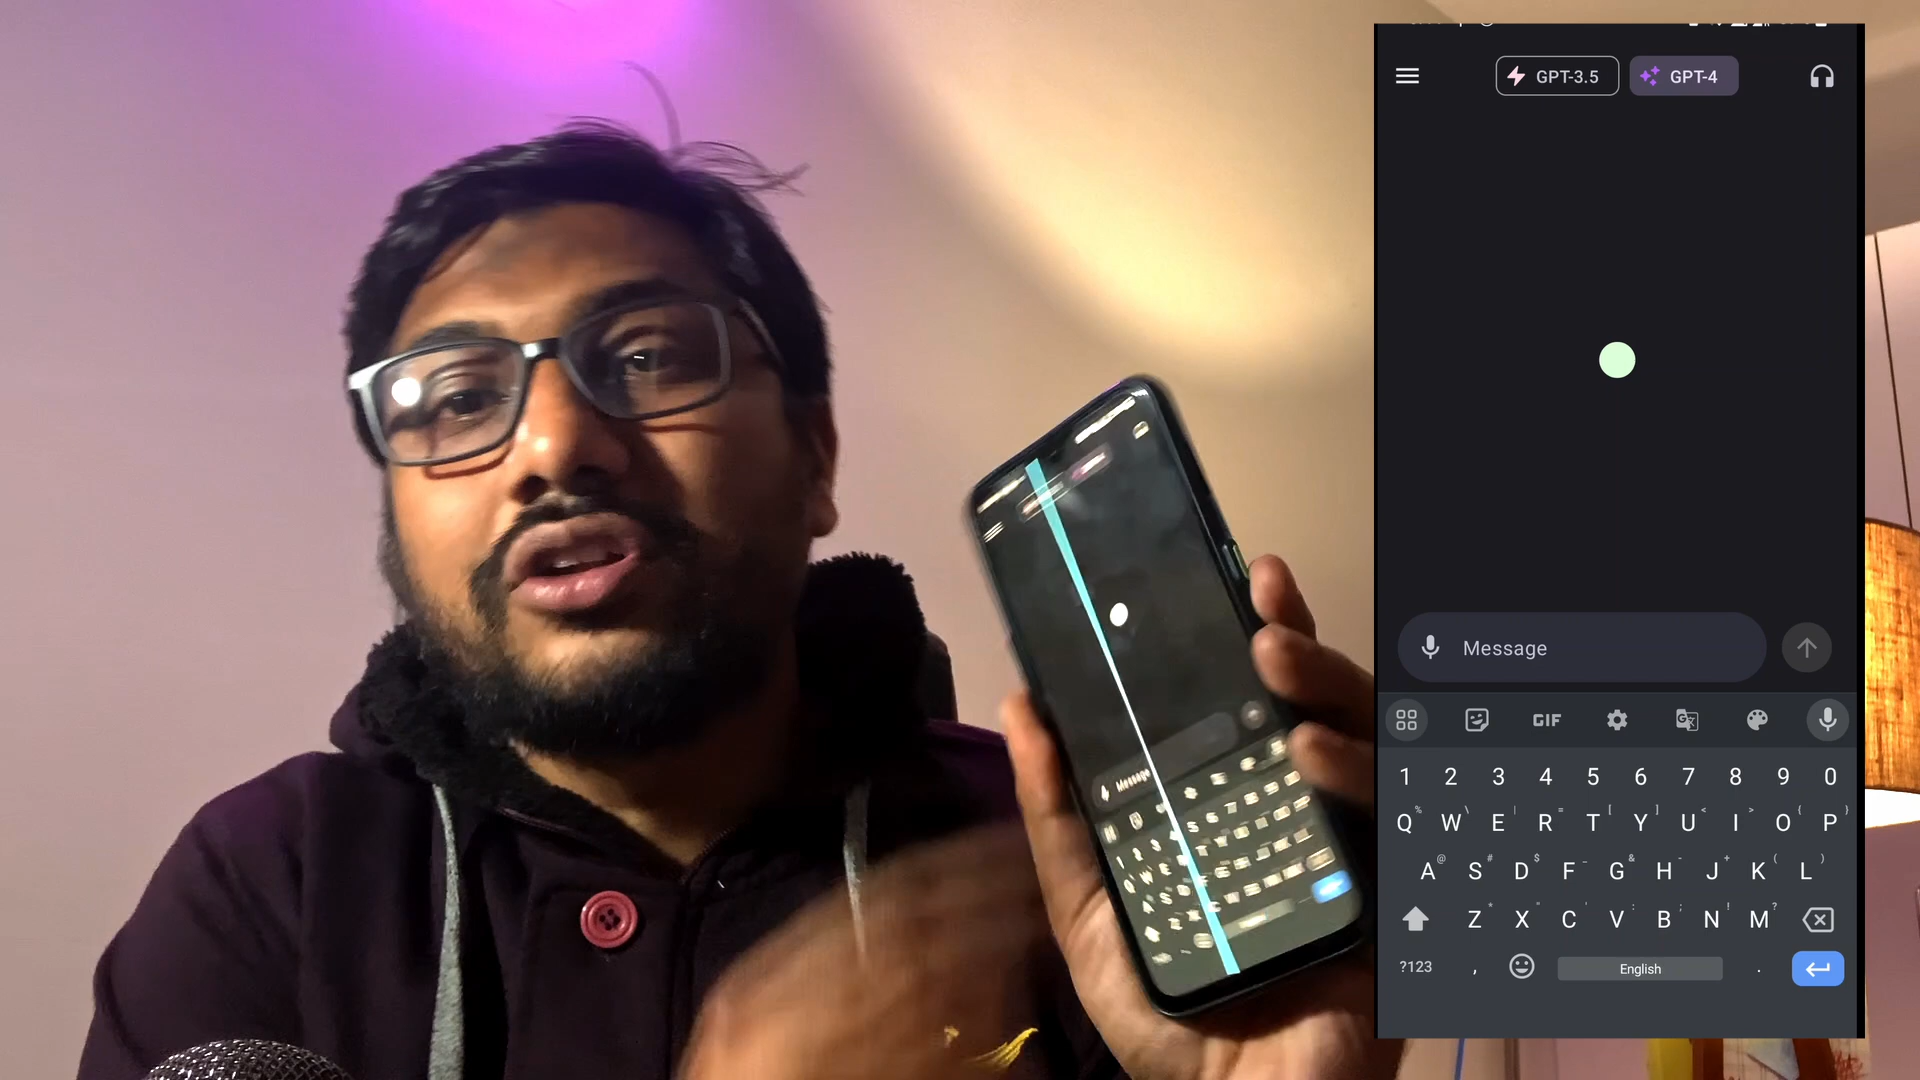 GPT-3.5 GPT-4
Message
GIF
1 2 3 4 5 6 7 8 9 0
Q W E R T Y U I O P
A S D F G H J K L
Z X C V B N M
?123 , English .
Message